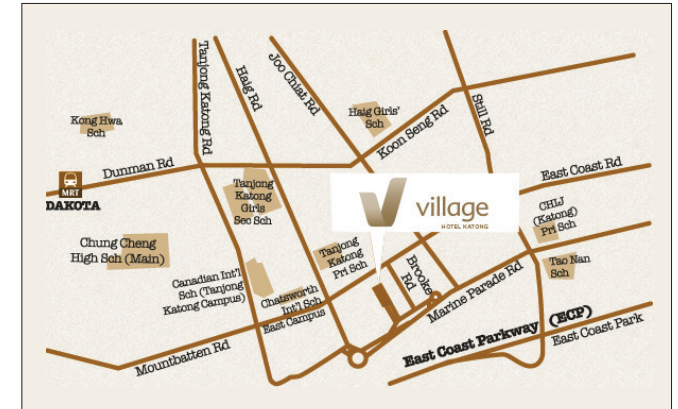 Tanjong Katong Rd
Haig Rd
Joo Chiat Rd
Kong Hwa
Sch
Haig Girls'
Sch
Koon Seng Rd
Still Rd
Dunman Rd
MRT
DAKOTA
Tanjong
Katong
Girls
Sec Sch
East Coast Rd
village
HOTEL KATONG
CHIJ
(Katong)
Pri Sch
Chung Cheng
High Sch (Main)
Tanjong
Katong
Pri Sch
Brooke
Rd
Tao Nan
Sch
Canadian Int'l
Sch (Tanjong
Katong Campus)
Chatsworth
Int'l Sch
East Campus
Marine Parade Rd
Mountbatten Rd
East Coast Parkway (ECP)
East Coast Park